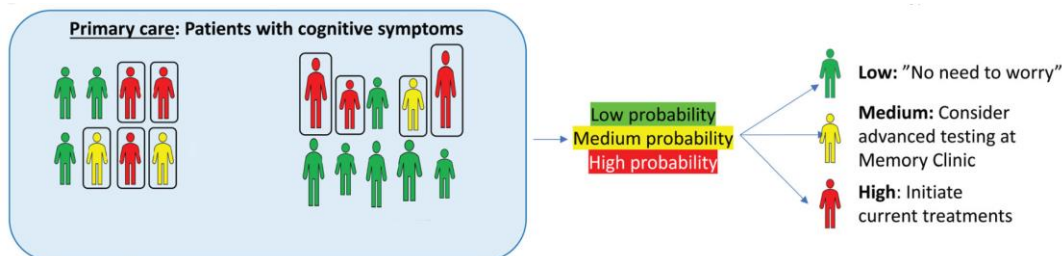 Primary care: Patients with cognitive symptoms
Low probability
Medium probability
High probability
Low: ”No need to worry”
Medium: Consider
advanced testing at
Memory Clinic
High: Initiate
current treatments